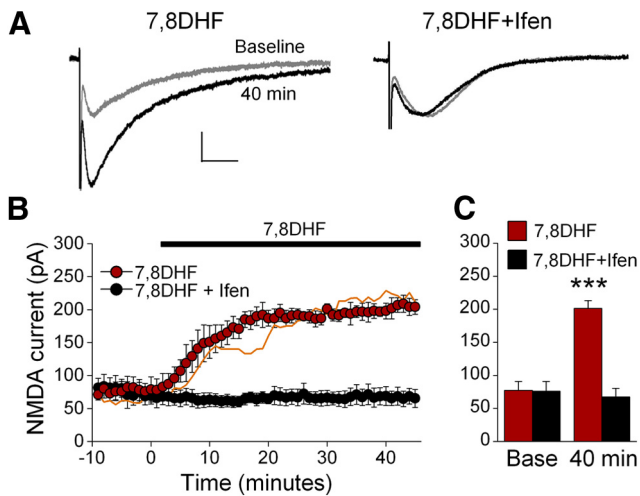 A
7,8DHF
7,8DHF+Ifen
Baseline
40 min
B
7,8DHF
300
250
200
150
100
50
0
NMDA current (pA)
7,8DHF
7,8DHF + Ifen
-10
0
10
20
30
40
Time (minutes)
C
7,8DHF
7,8DHF+Ifen
***
300
250
200
150
100
50
0
Base
40 min